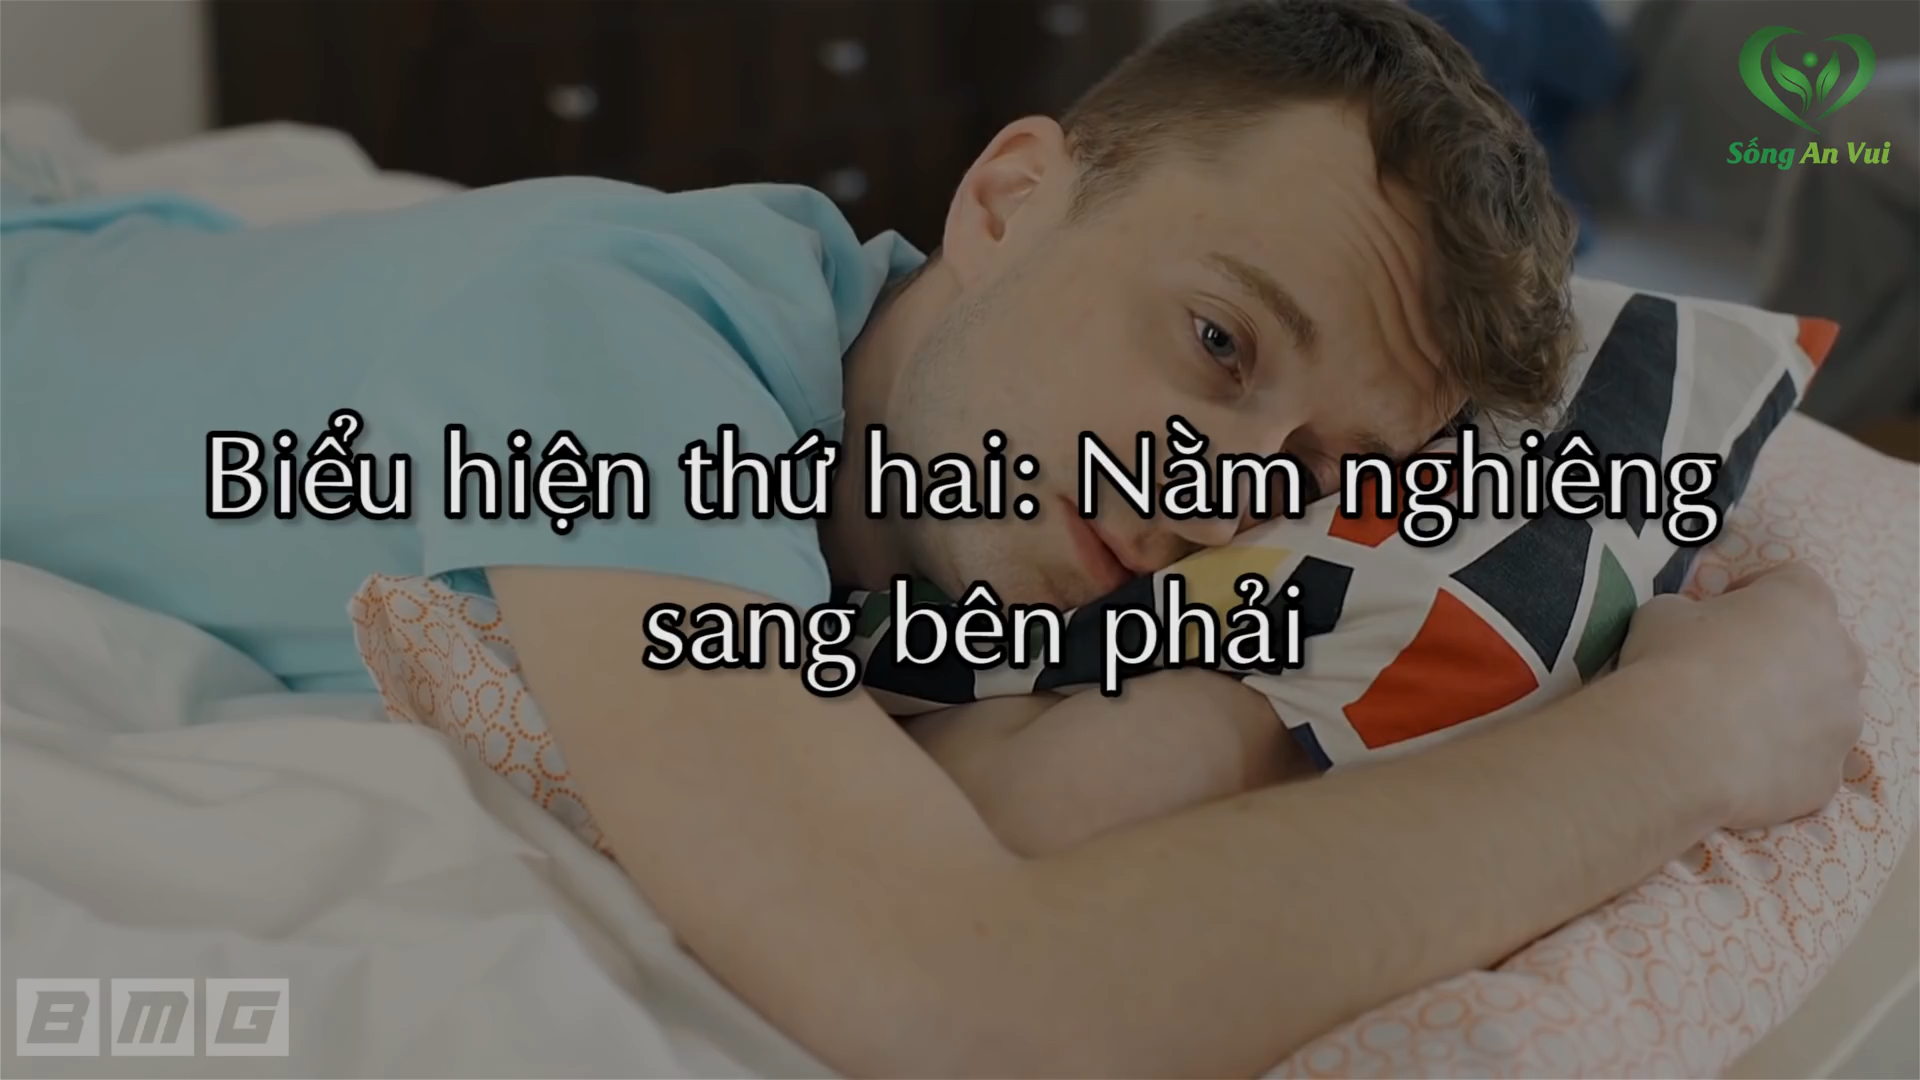 Sống An Vui
Biểu hiện thứ hai: Nằm nghiêng
sang bên phải
BMG